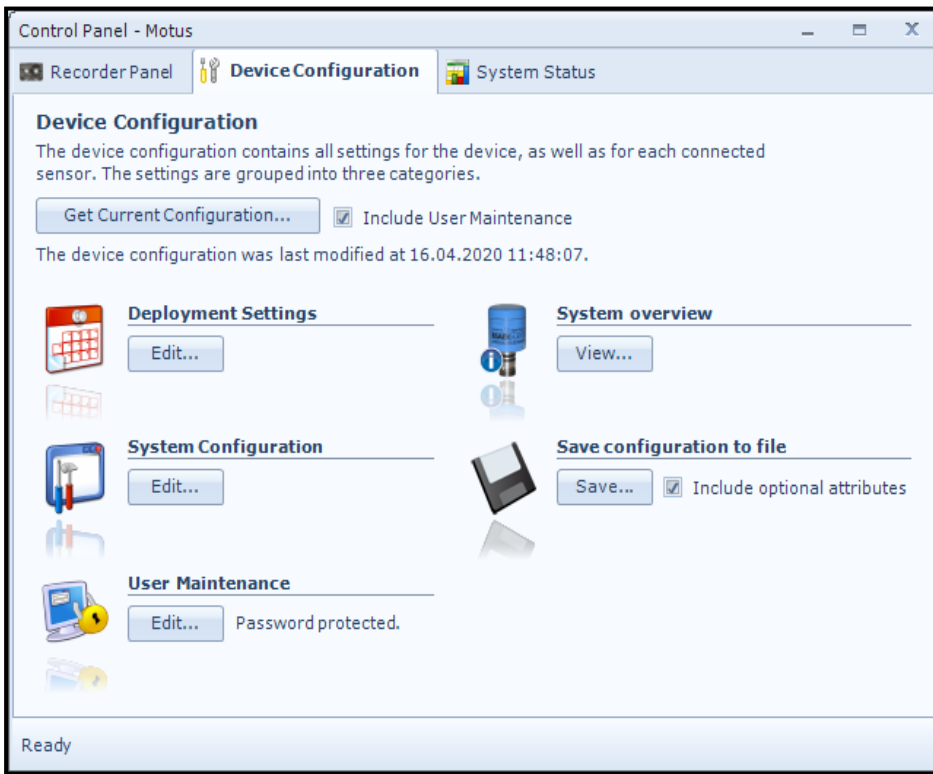 Control Panel - Motus
Recorder Panel
Device Configuration
System Status
Device Configuration
The device configuration contains all settings for the device, as well as for each connected
sensor. The settings are grouped into three categories.
Get Current Configuration...
Include User Maintenance
The device configuration was last modified at 16.04.2020 11:48:07.
Deployment Settings
Edit...
System overview
View...
System Configuration
Edit...
Save configuration to file
Save...
Include optional attributes
User Maintenance
Edit...
Password protected.
Ready